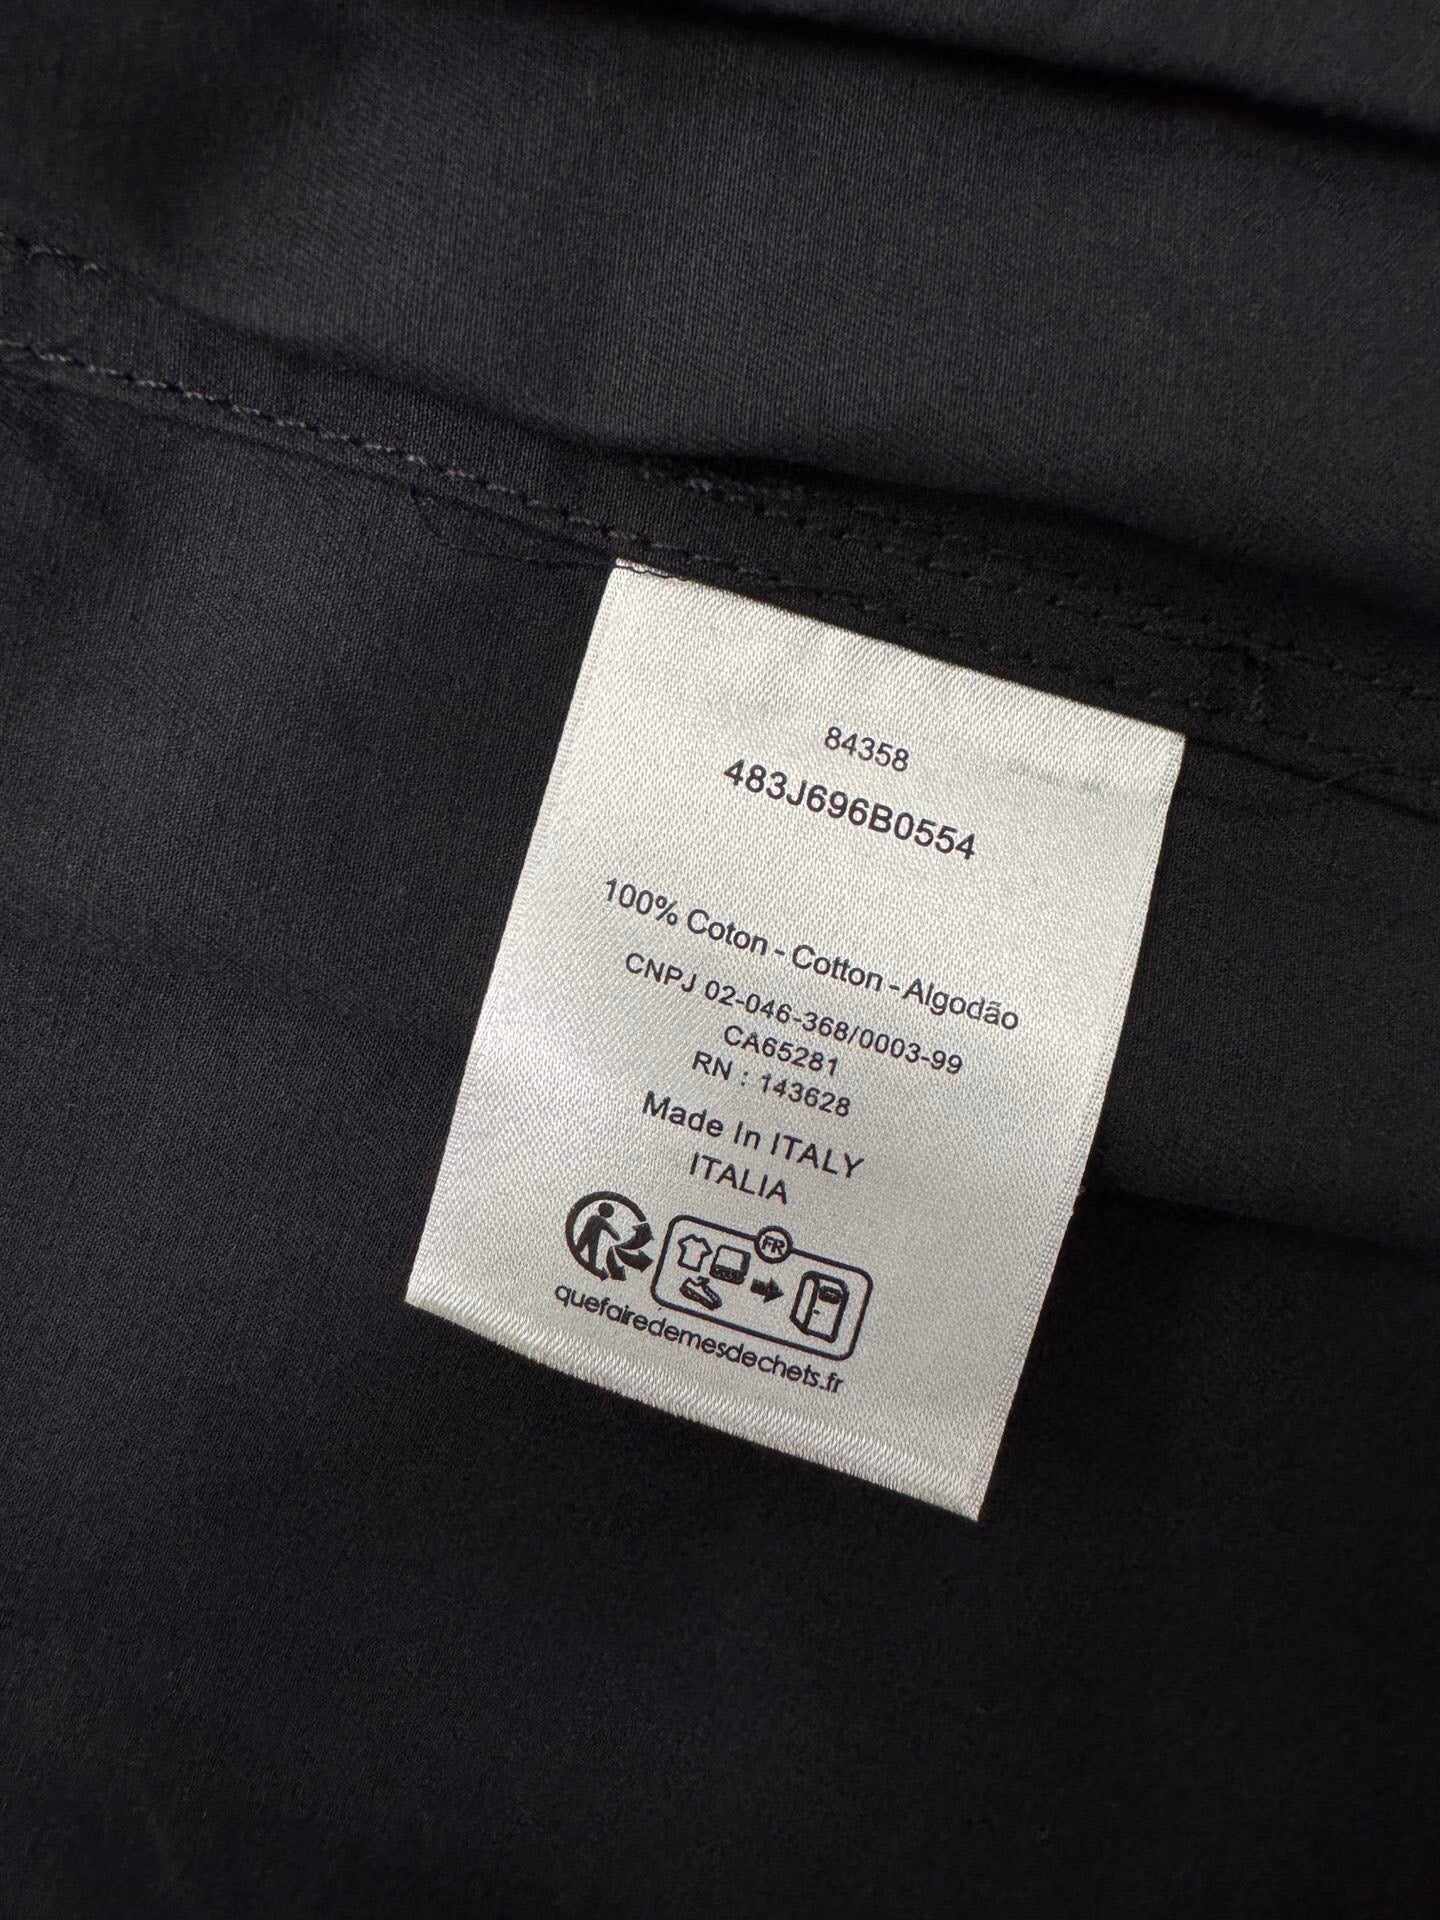 84358
483J696B0554
100% Coton - Cotton - Algodão
CNPJ 02-046-368/0003-99
CA65281
RN : 143628
Made In ITALY
ITALIA
FR
quefairedemesdechets.fr